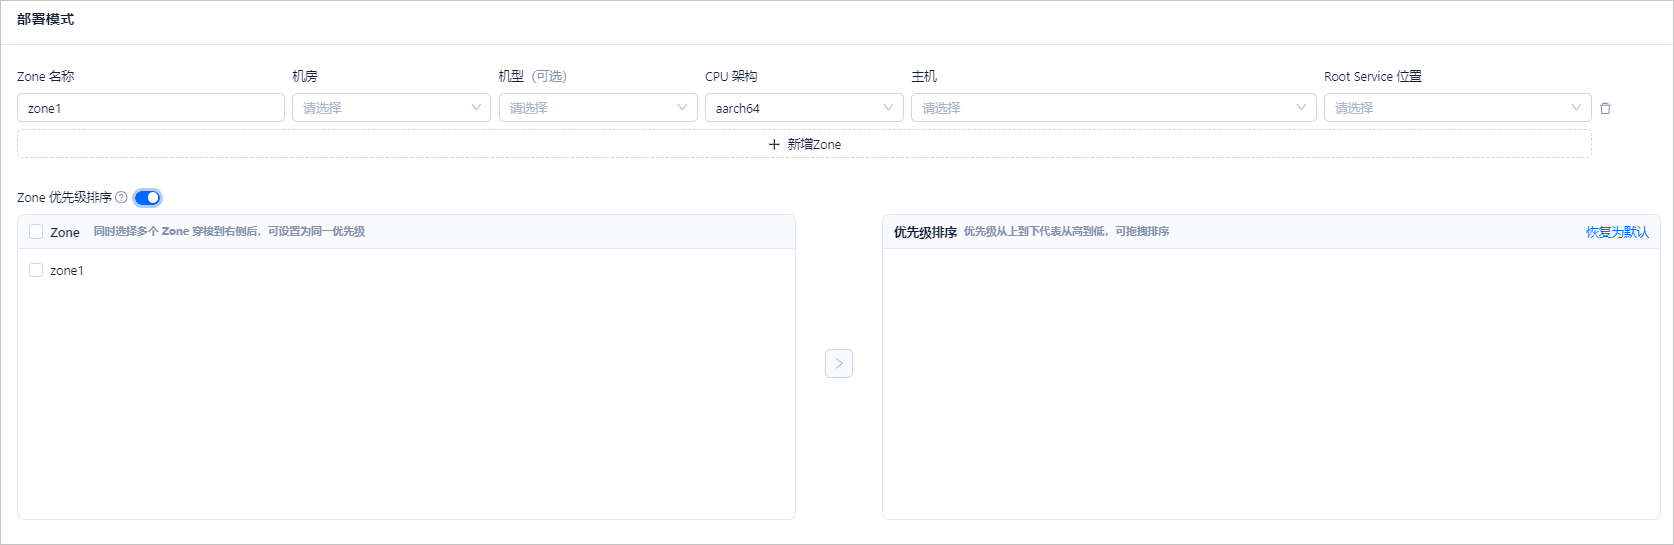 部署模式
Zone 名称 机房 机型 (可选) CPU 架构 主机 Root Service 位置
zone1 请选择 请选择 aarch64 请选择 请选择
新增Zone
Zone 优先级排序
Zone 同时选择多个 Zone 穿梭到右侧后，可设置为同一优先级
zone1
优先级排序 优先级从上到下代表从高到低，可拖拽排序 恢复为默认